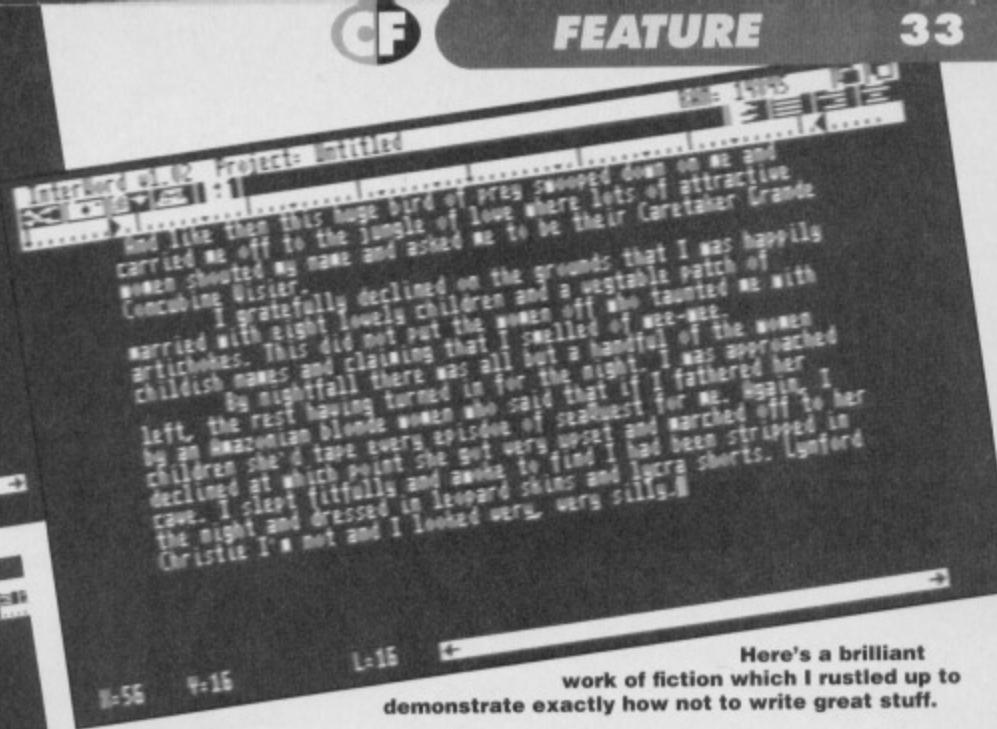 CF FEATURE 33
InterWord v1.02 Project: Untitled RAM: 19895
And like then this huge bird of prey swooped down on me and
carried me off to the jungle of love where lots of attractive
women shouted my name and asked me to be their Caretaker Grande
Concubine Visier.
I gratefully declined on the grounds that I was happily
married with eight lovely children and a vegtable patch of
artichokes. This did not put the women off who taunted me with
childish names and claiming that I smelled of wee-wee.
By nightfall there was all but a handful of the women
left, the rest having turned in for the night. I was approached
by an Amazonian blonde women who said that if I fathered her
children she'd tape every episdoe of seaQuest for me. Again, I
declined at which point she got very upset and marched off to her
cave. I slept fitfully and awoke to find I had been stripped in
the night and dressed in leopard skins and lycra shorts. Lynford
Christie I'm not and I looked very, very silly.
X=56 Y=16 L=16
Here's a brilliant
work of fiction which I rustled up to
demonstrate exactly how not to write great stuff.